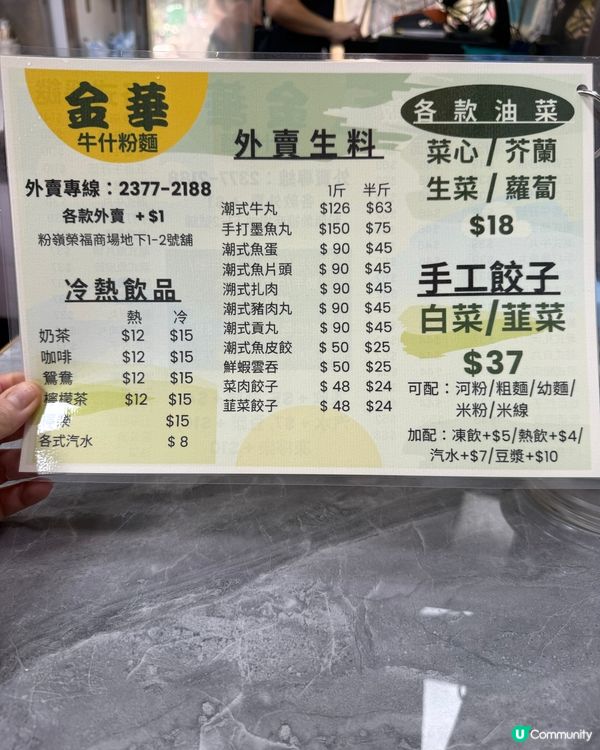 金華
牛什粉麵
外賣專線：2377-2188
各款外賣 +$1
粉嶺榮福商場地下1-2號舖
冷熱飲品
熱 冷
奶茶 $12 $15
咖啡 $12 $15
鴛鴦 $12 $15
檸檬茶 $12 $15
$15
各式汽水 $8
外賣生料
1斤 半斤
潮式牛丸 $126 $63
手打墨魚丸 $150 $75
潮式魚蛋 $90 $45
潮式魚片頭 $90 $45
溯式扎肉 $90 $45
潮式豬肉丸 $90 $45
潮式貢丸 $90 $45
潮式魚皮餃 $50 $25
鮮蝦雲吞 $50 $25
菜肉餃子 $48 $24
韮菜餃子 $48 $24
各款油菜
菜心/芥蘭
生菜/蘿蔔
$18
手工餃子
白菜/韮菜
$37
可配：河粉/粗麵/幼麵/
米粉/米線
加配：凍飲+$5/熱飲+$4/
汽水+$7/豆漿+$10
U Community